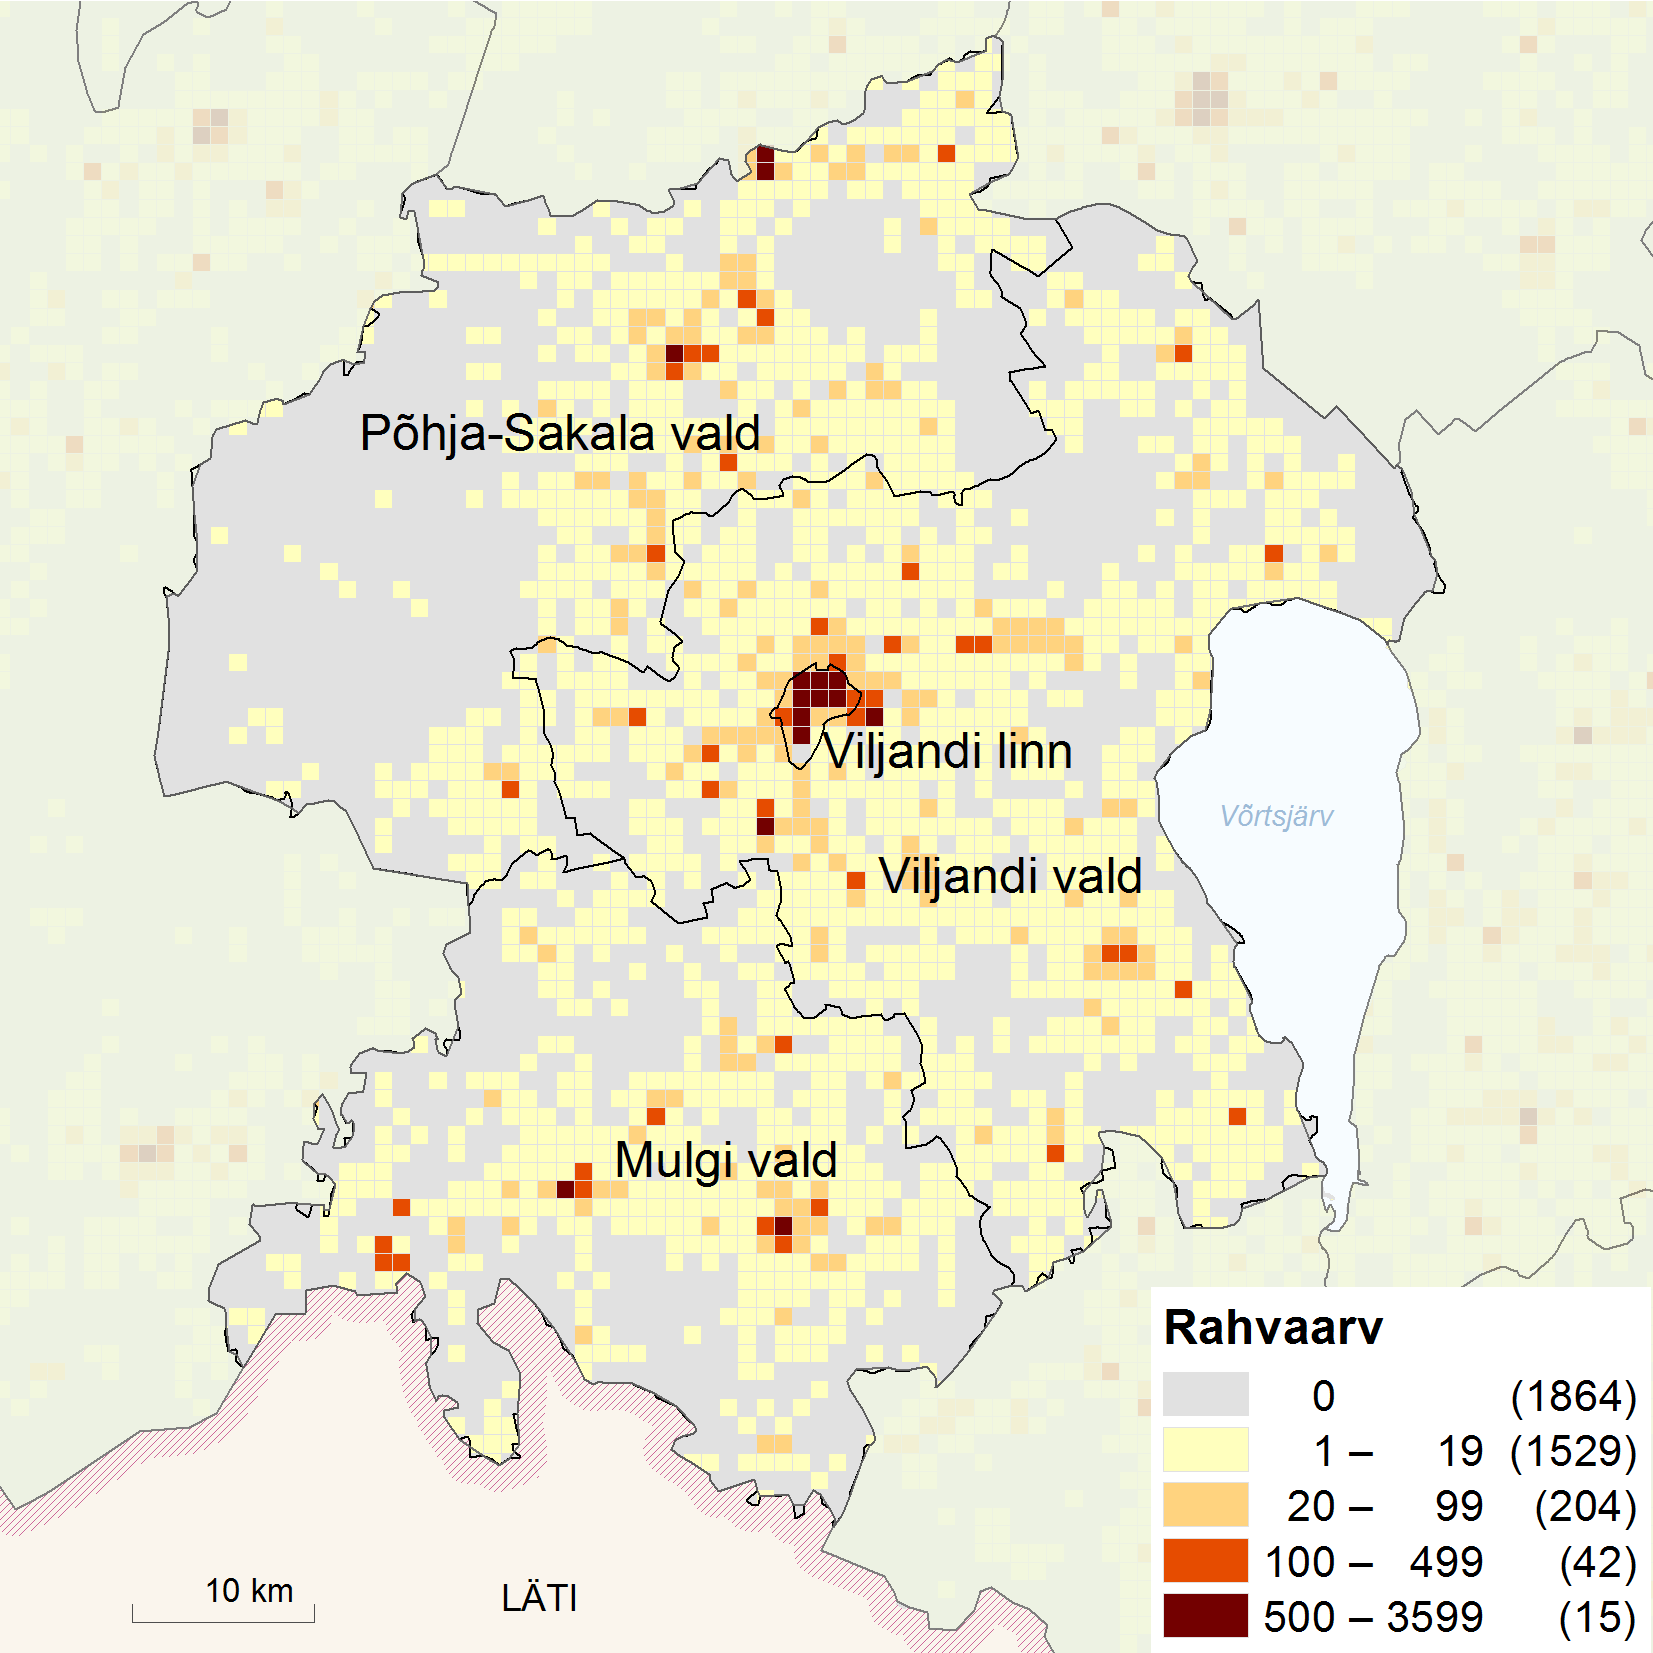 Põhja-Sakala vald
Viljandi linn
Võrtsjärv
Viljandi vald
Mulgi vald
Rahvaarv
0 (1864)
1 – 19 (1529)
20 – 99 (204)
100 – 499 (42)
500 – 3599 (15)
10 km
LÄTI